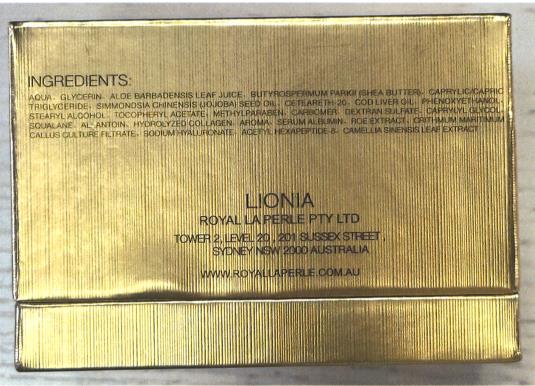 INGREDIENTS:
AQUA, GLYCERIN, ALOE BARBADENSIS LEAF JUICE, BUTYROSPERMUM PARKII (SHEA BUTTER), CAPRYLIC/CAPRIC
TRIGLYCERIDE, SIMMONOSIA CHINENSIS (JOJOBA) SEED OIL, CETEARETH-20, COD LIVER OIL, PHENOXYETHANOL,
STEARYL ALCOHOL, TOCOPHERYL ACETATE, METHYLPARABEN, CARBOMER, DEXTRAN SULFATE, CAPRYLYL GLYCOL,
SQUALANE, ALLANTOIN, HYDROLYZED COLLAGEN, AROMA, SERUM ALBUMIN, ROE EXTRACT, CRITHMUM MARITIMUM
CALLUS CULTURE FILTRATE, SODIUM HYALURONATE, ACETYL HEXAPEPTIDE-8, CAMELLIA SINENSIS LEAF EXTRACT
LIONIA
ROYAL LA PERLE PTY LTD
TOWER 2, LEVEL 20, 201 SUSSEX STREET,
SYDNEY NSW 2000 AUSTRALIA
WWW.ROYALLAPERLE.COM.AU